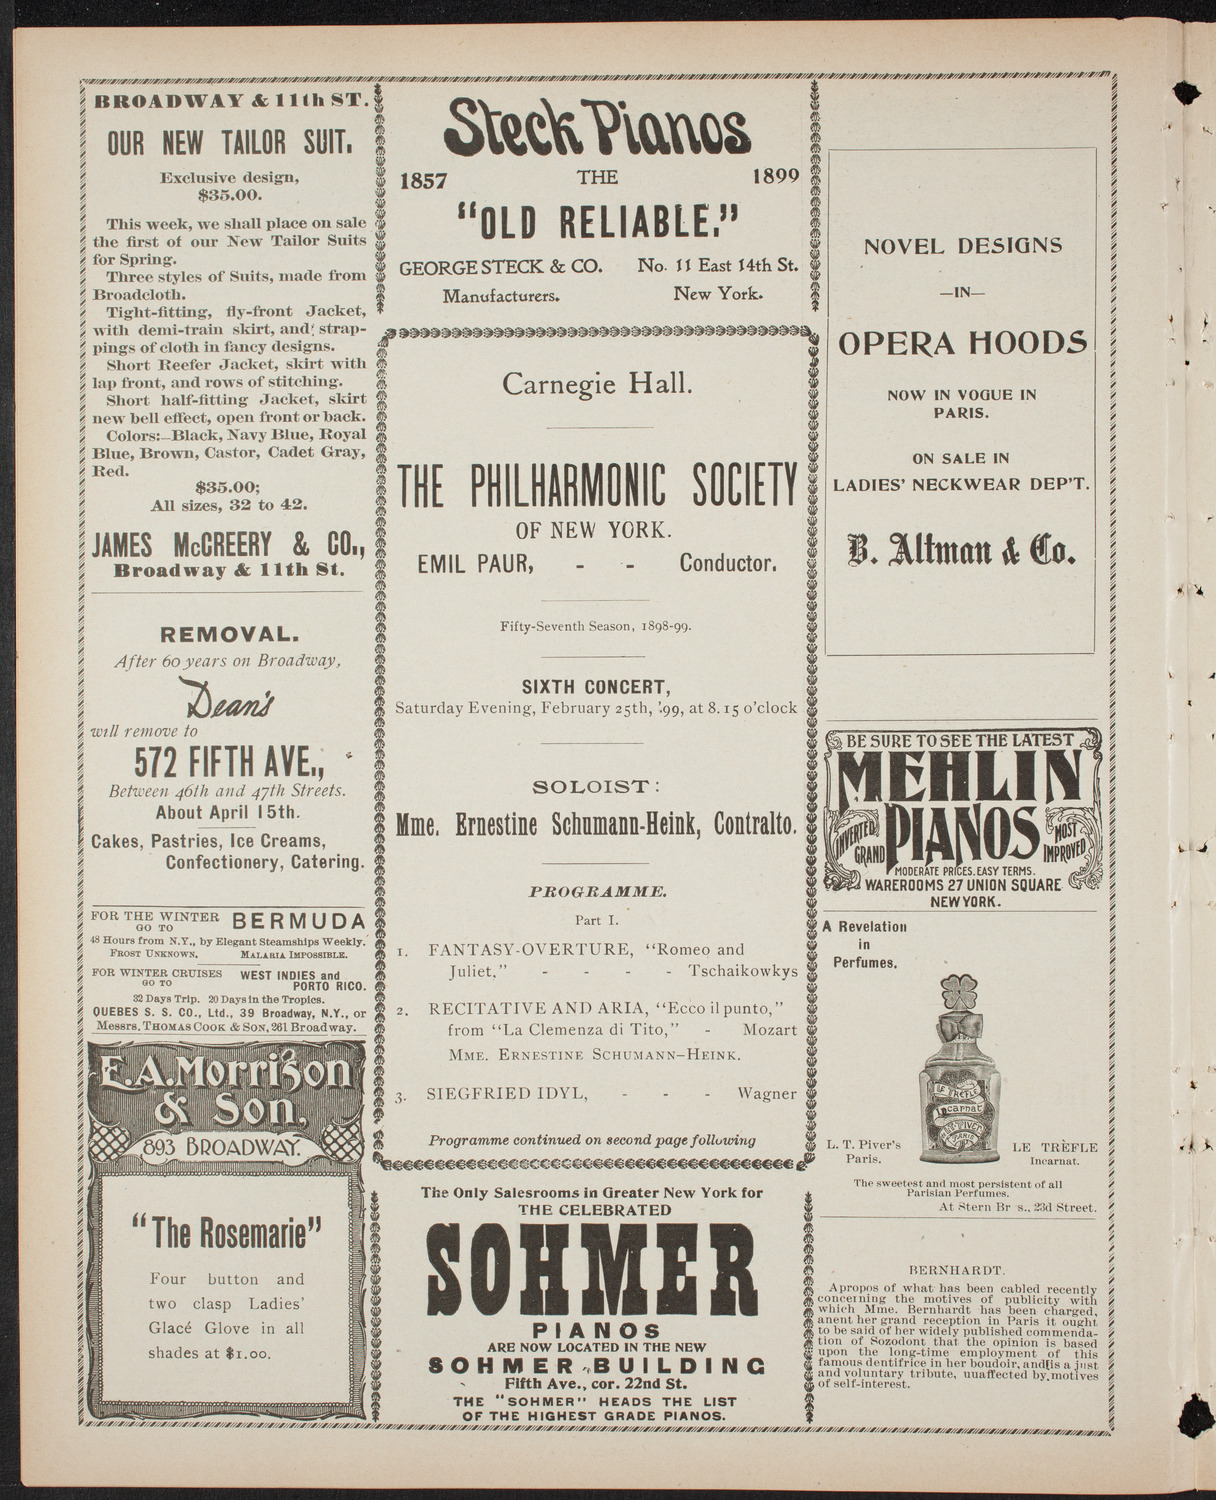 BROADWAY & 11th ST.
OUR NEW TAILOR SUIT.
Exclusive design,
$35.00.
This week, we shall place on sale
the first of our New Tailor Suits
for Spring.
Three styles of Suits, made from
Broadcloth.
Tight-fitting, fly-front Jacket,
with demi-train skirt, and strap-
pings of cloth in fancy designs.
Short Reefer Jacket, skirt with
lap front, and rows of stitching.
Short half-fitting Jacket, skirt
new bell effect, open front or back.
Colors:—Black, Navy Blue, Royal
Blue, Brown, Castor, Cadet Gray,
Red.
$35.00;
All sizes, 32 to 42.
JAMES McCREERY & CO.,
Broadway & 11th St.
REMOVAL.
After 60 years on Broadway,
Dean's
will remove to
572 FIFTH AVE.,
Between 46th and 47th Streets.
About April 15th.
Cakes, Pastries, Ice Creams,
Confectionery, Catering.
FOR THE WINTER
GO TO
BERMUDA
48 Hours from N.Y., by Elegant Steamships Weekly.
FROST UNKNOWN. MALARIA IMPOSSIBLE.
FOR WINTER CRUISES
GO TO
WEST INDIES and
PORTO RICO.
32 Days Trip. 20 Days in the Tropics.
QUEBES S. S. CO., Ltd., 39 Broadway, N.Y., or
Messrs. THOMAS COOK & SON, 261 Broadway.
E.A.Morrison
& Son,
893 BROADWAY.
"The Rosemarie"
Four button and
two clasp Ladies'
Glacé Glove in all
shades at $1.00.
Steck Pianos
1857 THE 1899
"OLD RELIABLE."
GEORGE STECK & CO. No. 11 East 14th St.
Manufacturers. New York.
Carnegie Hall.
THE PHILHARMONIC SOCIETY
OF NEW YORK.
EMIL PAUR, - - Conductor.
Fifty-Seventh Season, 1898-99.
SIXTH CONCERT,
Saturday Evening, February 25th, '99, at 8.15 o'clock
SOLOIST:
Mme. Ernestine Schumann-Heink, Contralto.
PROGRAMME.
Part I.
1. FANTASY-OVERTURE, "Romeo and
Juliet," - - - - Tschaikowkys
2. RECITATIVE AND ARIA, "Ecco il punto,"
from "La Clemenza di Tito," - Mozart
MME. ERNESTINE SCHUMANN-HEINK.
3. SIEGFRIED IDYL, - - - Wagner
Programme continued on second page following
The Only Salesrooms in Greater New York for
THE CELEBRATED
SOHMER
PIANOS
ARE NOW LOCATED IN THE NEW
SOHMER BUILDING
Fifth Ave., cor. 22nd St.
THE "SOHMER" HEADS THE LIST
OF THE HIGHEST GRADE PIANOS.
NOVEL DESIGNS
—IN—
OPERA HOODS
NOW IN VOGUE IN
PARIS.
ON SALE IN
LADIES' NECKWEAR DEP'T.
B. Altman & Co.
BE SURE TO SEE THE LATEST
MEHLIN
INVERTED GRAND
PIANOS
MOST IMPROVED
MODERATE PRICES. EASY TERMS.
WAREROOMS 27 UNION SQUARE
NEW YORK.
A Revelation
in
Perfumes.
LE TREFLE
Incarnat
L. T. PIVER
PARIS
L. T. Piver's
Paris.
LE TRÈFLE
Incarnat.
The sweetest and most persistent of all
Parisian Perfumes.
At Stern Br s., 23d Street.
BERNHARDT.
Apropos of what has been cabled recently
concerning the motives of publicity with
which Mme. Bernhardt has been charged,
anent her grand reception in Paris it ought
to be said of her widely published commenda-
tion of Sozodont that the opinion is based
upon the long-time employment of this
famous dentifrice in her boudoir, and is a just
and voluntary tribute, uuaffected by motives
of self-interest.